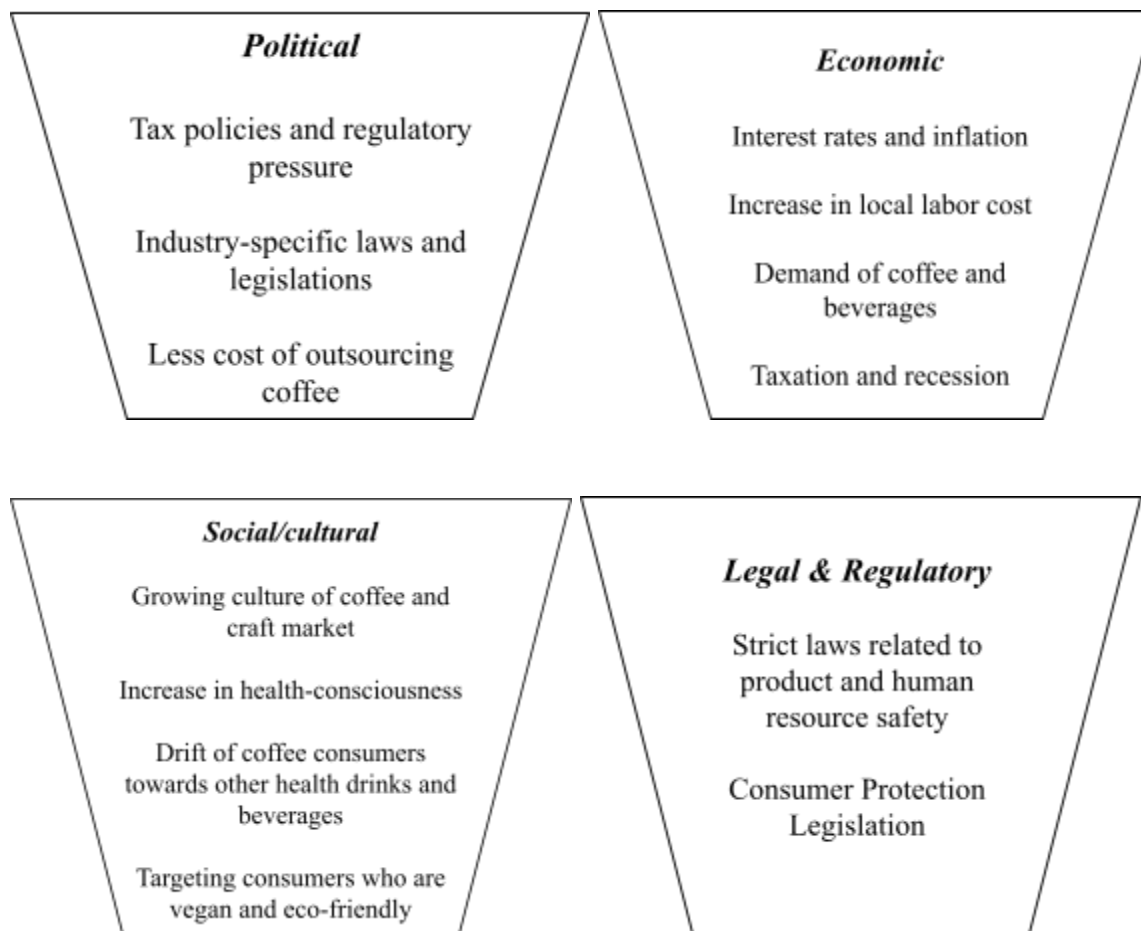 Political
Tax policies and regulatory
pressure
Industry-specific laws and
legislations
Less cost of outsourcing
coffee
Economic
Interest rates and inflation
Increase in local labor cost
Demand of coffee and
beverages
Taxation and recession
Social/cultural
Growing culture of coffee and
craft market
Increase in health-consciousness
Drift of coffee consumers
towards other health drinks and
beverages
Targeting consumers who are
vegan and eco-friendly
Legal & Regulatory
Strict laws related to
product and human
resource safety
Consumer Protection
Legislation